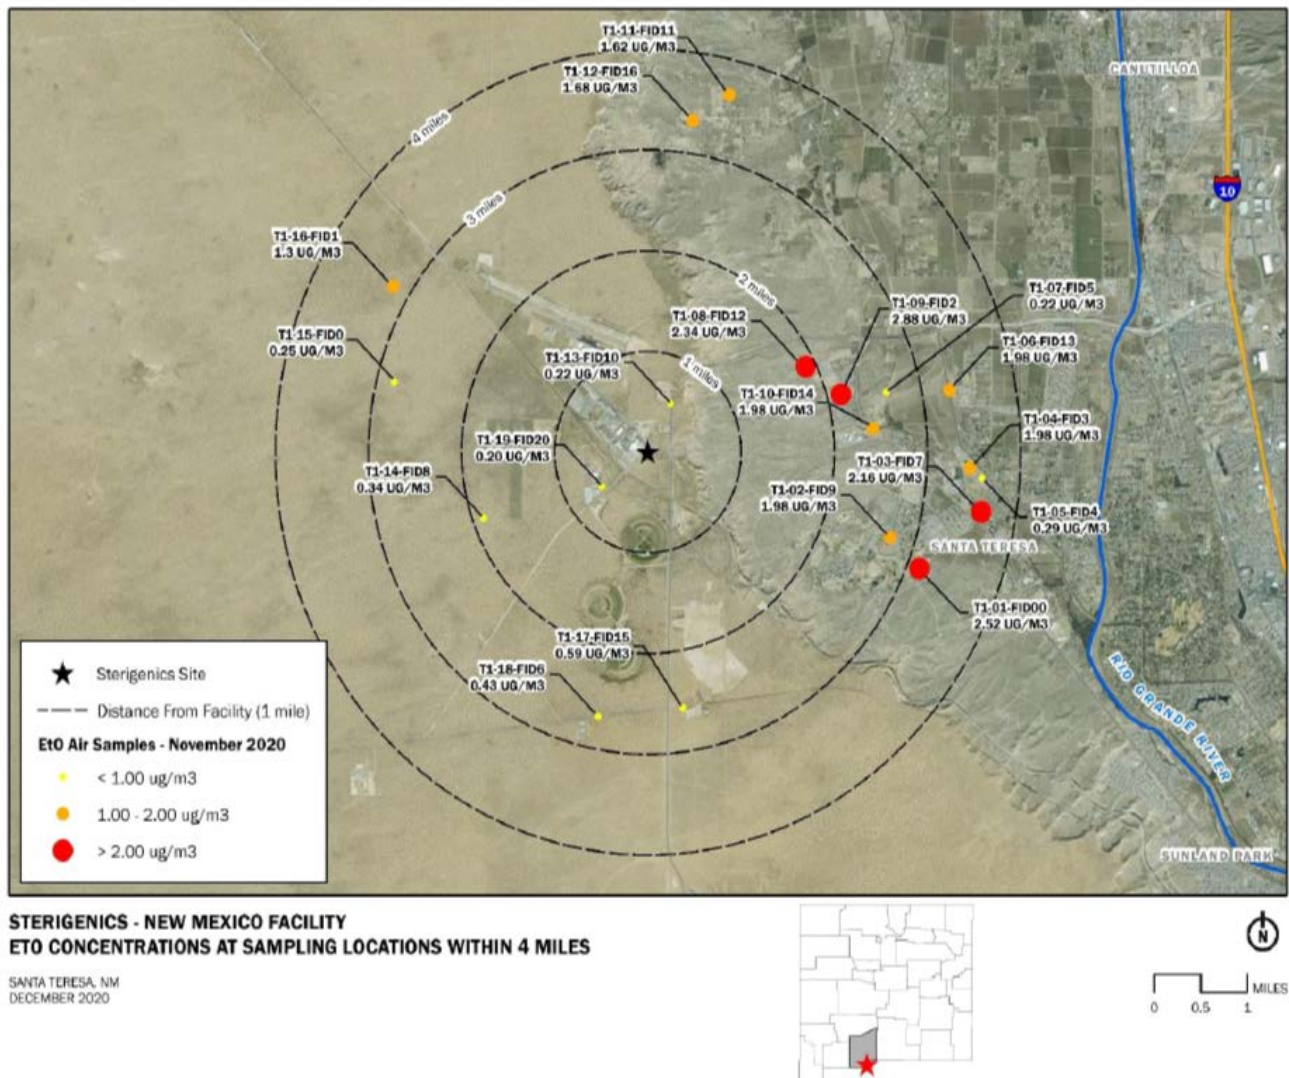 T1-11-FID11
1.62 UG/M3
T1-12-FID16
1.68 UG/M3
CANUTILLOA
4 miles
10
3 miles
T1-16-FID1
1.3 UG/M3
2 miles
T1-07-FID5
0.22 UG/M3
T1-09-FID2
2.88 UG/M3
T1-08-FID12
2.34 UG/M3
T1-15-FID0
0.25 UG/M3
T1-06-FID13
1.98 UG/M3
T1-13-FID10
0.22 UG/M3
1 miles
T1-10-FID14
1.98 UG/M3
T1-04-FID3
1.98 UG/M3
T1-19-FID20
0.20 UG/M3
T1-03-FID7
2.16 UG/M3
T1-14-FID8
0.34 UG/M3
T1-02-FID9
1.98 UG/M3
T1-05-FID4
0.29 UG/M3
SANTA TERESA
T1-01-FID00
2.52 UG/M3
T1-17-FID15
0.59 UG/M3
T1-18-FID6
0.43 UG/M3
RIO GRANDE RIVER
SUNLAND PARK
Sterigenics Site
Distance From Facility (1 mile)
EtO Air Samples - November 2020
< 1.00 ug/m3
1.00 - 2.00 ug/m3
> 2.00 ug/m3
STERIGENICS - NEW MEXICO FACILITY
ETO CONCENTRATIONS AT SAMPLING LOCATIONS WITHIN 4 MILES
SANTA TERESA, NM
DECEMBER 2020
N
MILES
0 0.5 1